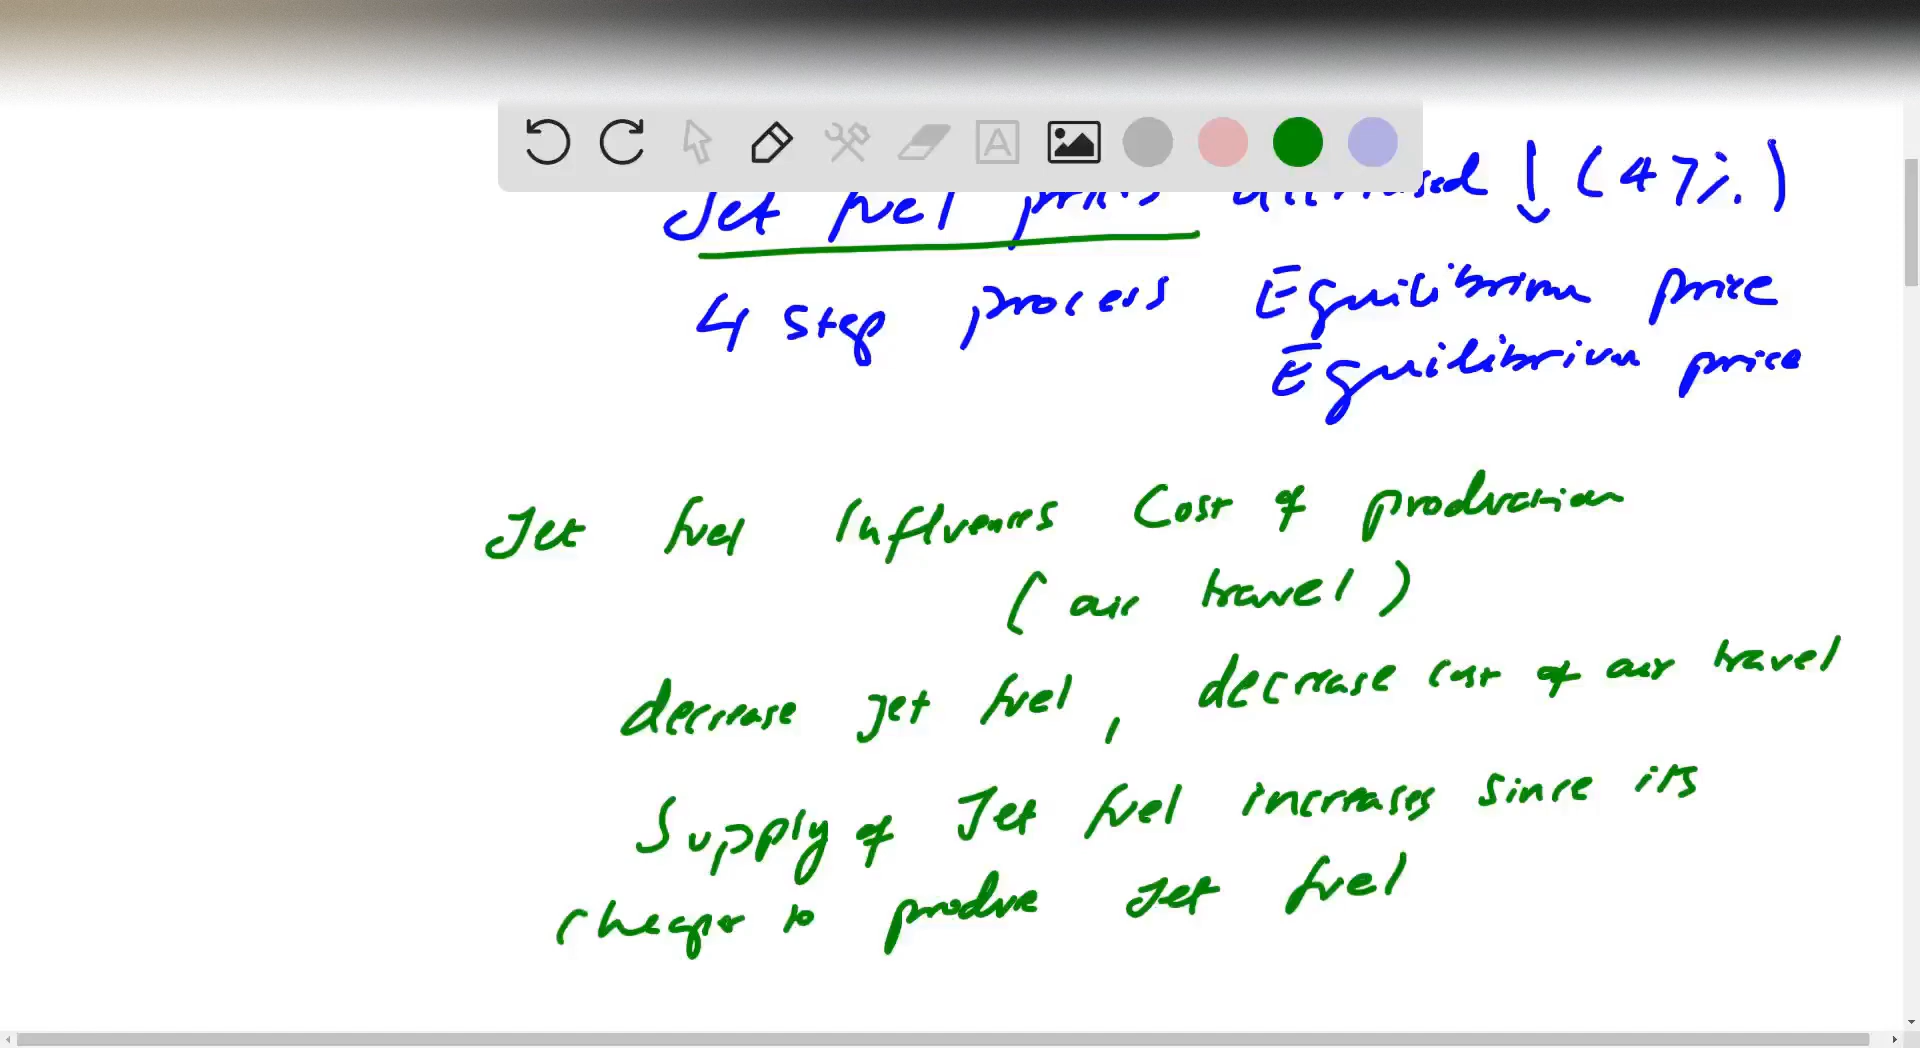 Jet fuel prices decreased ↓ (47%)
4 step process Equilibrium price
Equilibrium price
Jet fuel Influences Cost of production
(air travel)
decrease jet fuel, decrease cost of air travel
Supply of Jet fuel increases since its
cheaper to produce Jet fuel
A